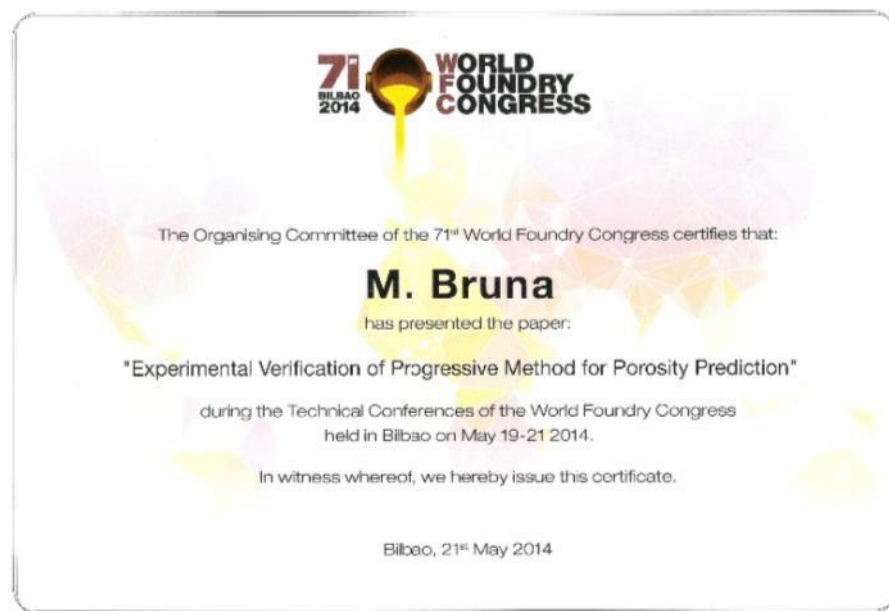 71 WORLD
BILBAO FOUNDRY
2014 CONGRESS
The Organising Committee of the 71st World Foundry Congress certifies that:
M. Bruna
has presented the paper:
"Experimental Verification of Progressive Method for Porosity Prediction"
during the Technical Conferences of the World Foundry Congress
held in Bilbao on May 19-21 2014.
In witness whereof, we hereby issue this certificate.
Bilbao, 21st May 2014